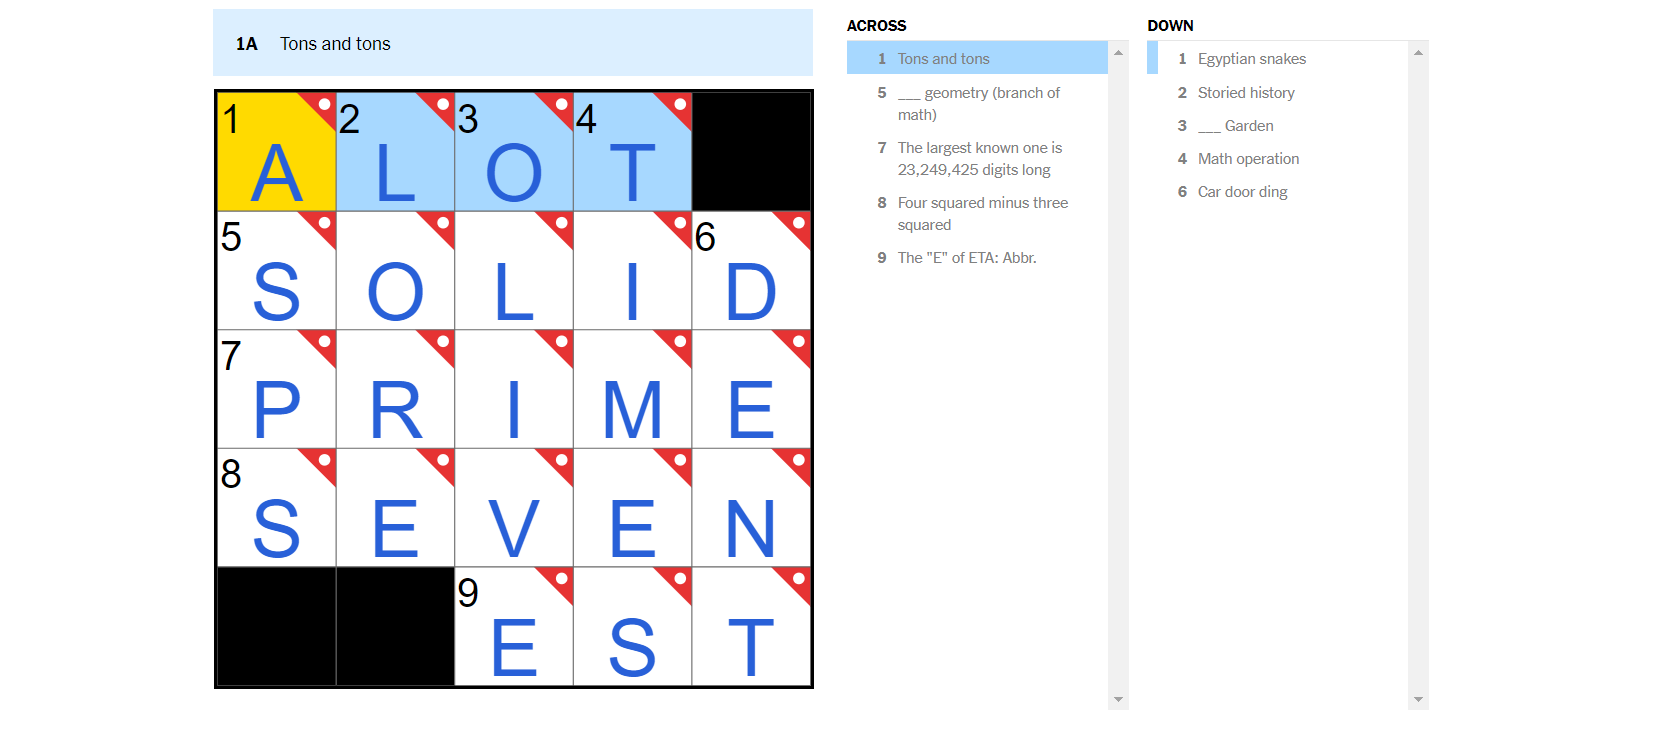 1A Tons and tons
1 A 2 L 3 O 4 T
5 S O L I 6 D
7 P R I M E
8 S E V E N
9 E S T
ACROSS
1 Tons and tons
5 ___ geometry (branch of
math)
7 The largest known one is
23,249,425 digits long
8 Four squared minus three
squared
9 The "E" of ETA: Abbr.
DOWN
1 Egyptian snakes
2 Storied history
3 ___ Garden
4 Math operation
6 Car door ding